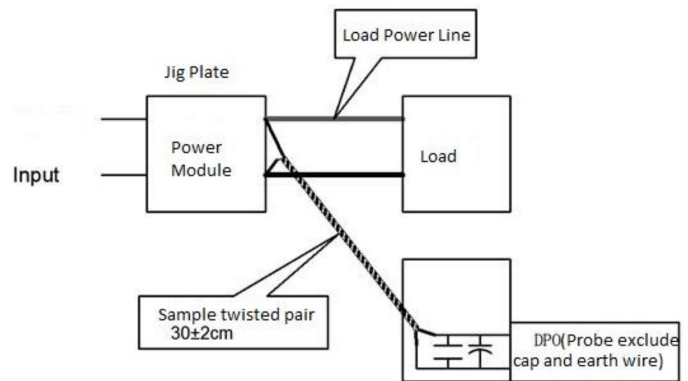 Load Power Line
Jig Plate
Power
Module
Load
Input
Sample twisted pair
30±2cm
DPO(Probe exclude
cap and earth wire)